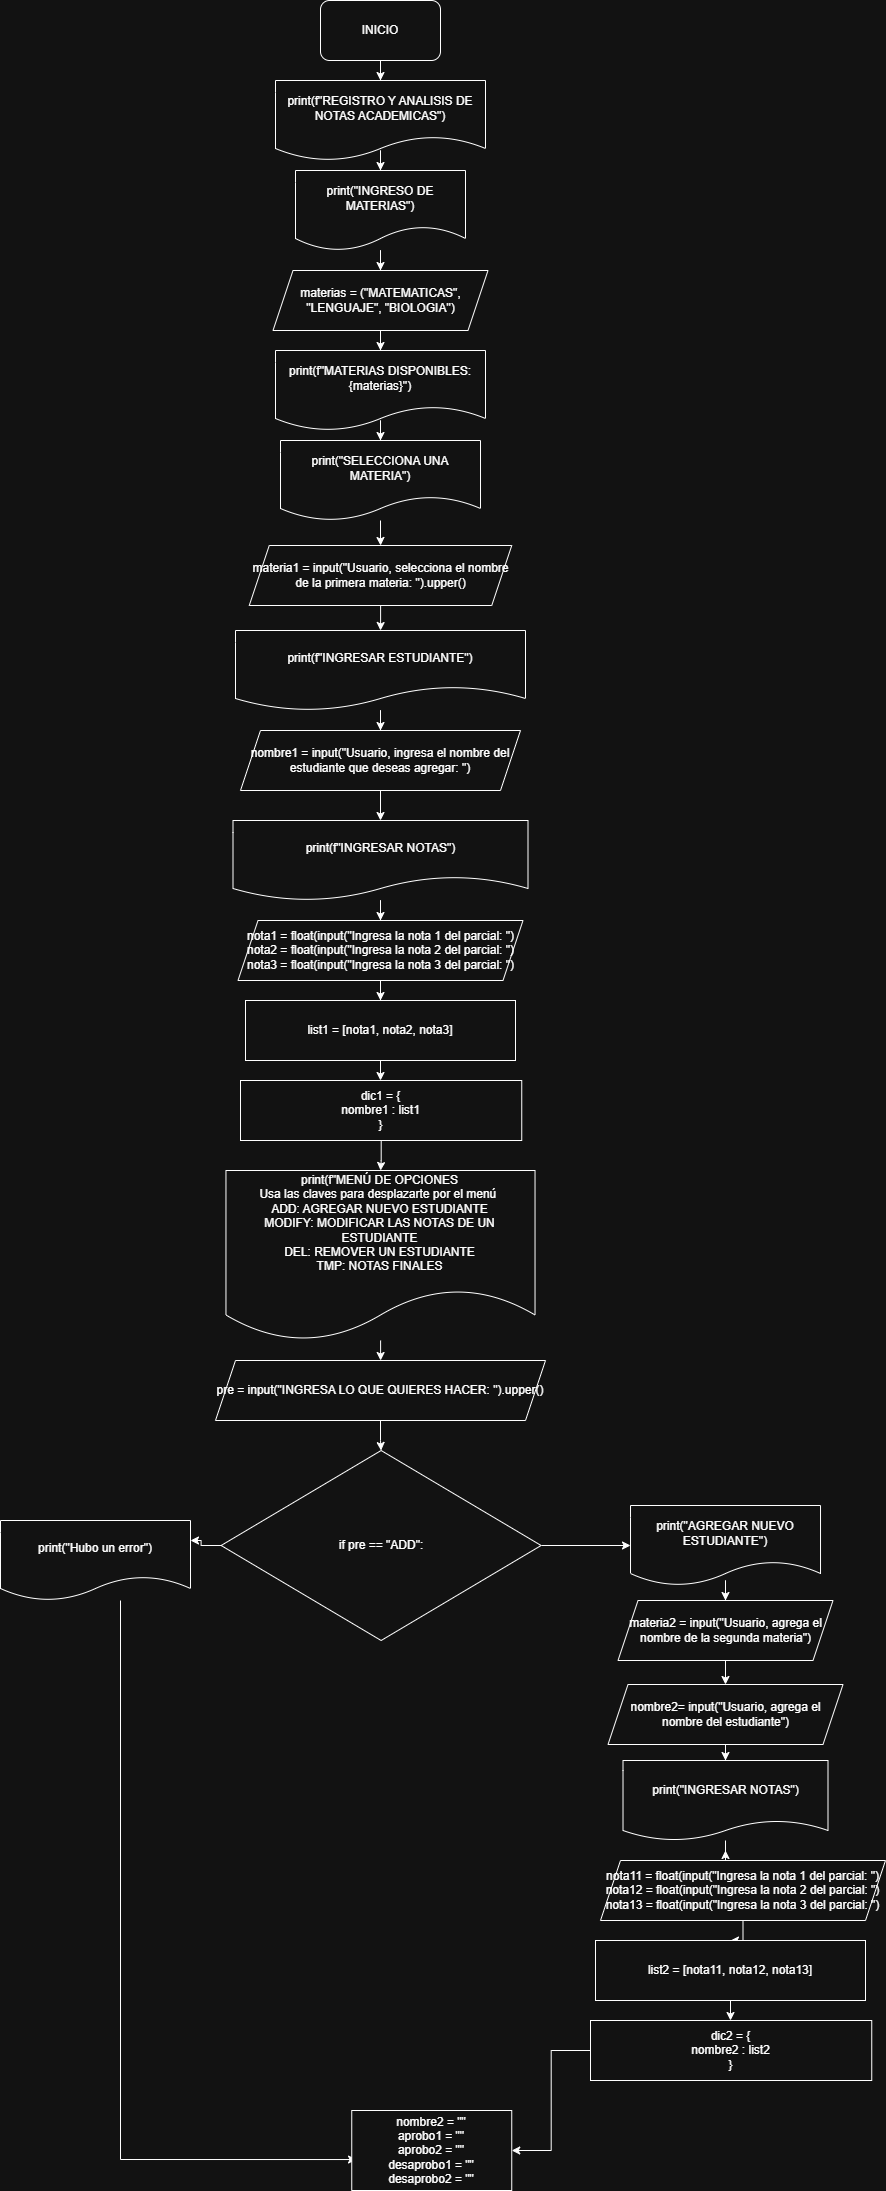 INICIO
print(f"REGISTRO Y ANALISIS DE
NOTAS ACADEMICAS")
print("INGRESO DE
MATERIAS")
materias = ("MATEMATICAS",
"LENGUAJE", "BIOLOGIA")
print(f"MATERIAS DISPONIBLES:
{materias}")
print("SELECCIONA UNA
MATERIA")
materia1 = input("Usuario, selecciona el nombre
de la primera materia: ").upper()
print(f"INGRESAR ESTUDIANTE")
nombre1 = input("Usuario, ingresa el nombre del
estudiante que deseas agregar: ")
print(f"INGRESAR NOTAS")
nota1 = float(input("Ingresa la nota 1 del parcial: ")
nota2 = float(input("Ingresa la nota 2 del parcial: ")
nota3 = float(input("Ingresa la nota 3 del parcial: ")
list1 = [nota1, nota2, nota3]
dic1 = {
nombre1 : list1
}
print(f"MENÚ DE OPCIONES
Usa las claves para desplazarte por el menú
ADD: AGREGAR NUEVO ESTUDIANTE
MODIFY: MODIFICAR LAS NOTAS DE UN
ESTUDIANTE
DEL: REMOVER UN ESTUDIANTE
TMP: NOTAS FINALES
pre = input("INGRESA LO QUE QUIERES HACER: ").upper()
if pre == "ADD":
print("Hubo un error")
print("AGREGAR NUEVO
ESTUDIANTE")
materia2 = input("Usuario, agrega el
nombre de la segunda materia")
nombre2= input("Usuario, agrega el
nombre del estudiante")
print("INGRESAR NOTAS")
nota11 = float(input("Ingresa la nota 1 del parcial: ")
nota12 = float(input("Ingresa la nota 2 del parcial: ")
nota13 = float(input("Ingresa la nota 3 del parcial: ")
list2 = [nota11, nota12, nota13]
dic2 = {
nombre2 : list2
}
nombre2 = ""
aprobo1 = ""
aprobo2 = ""
desaprobo1 = ""
desaprobo2 = ""